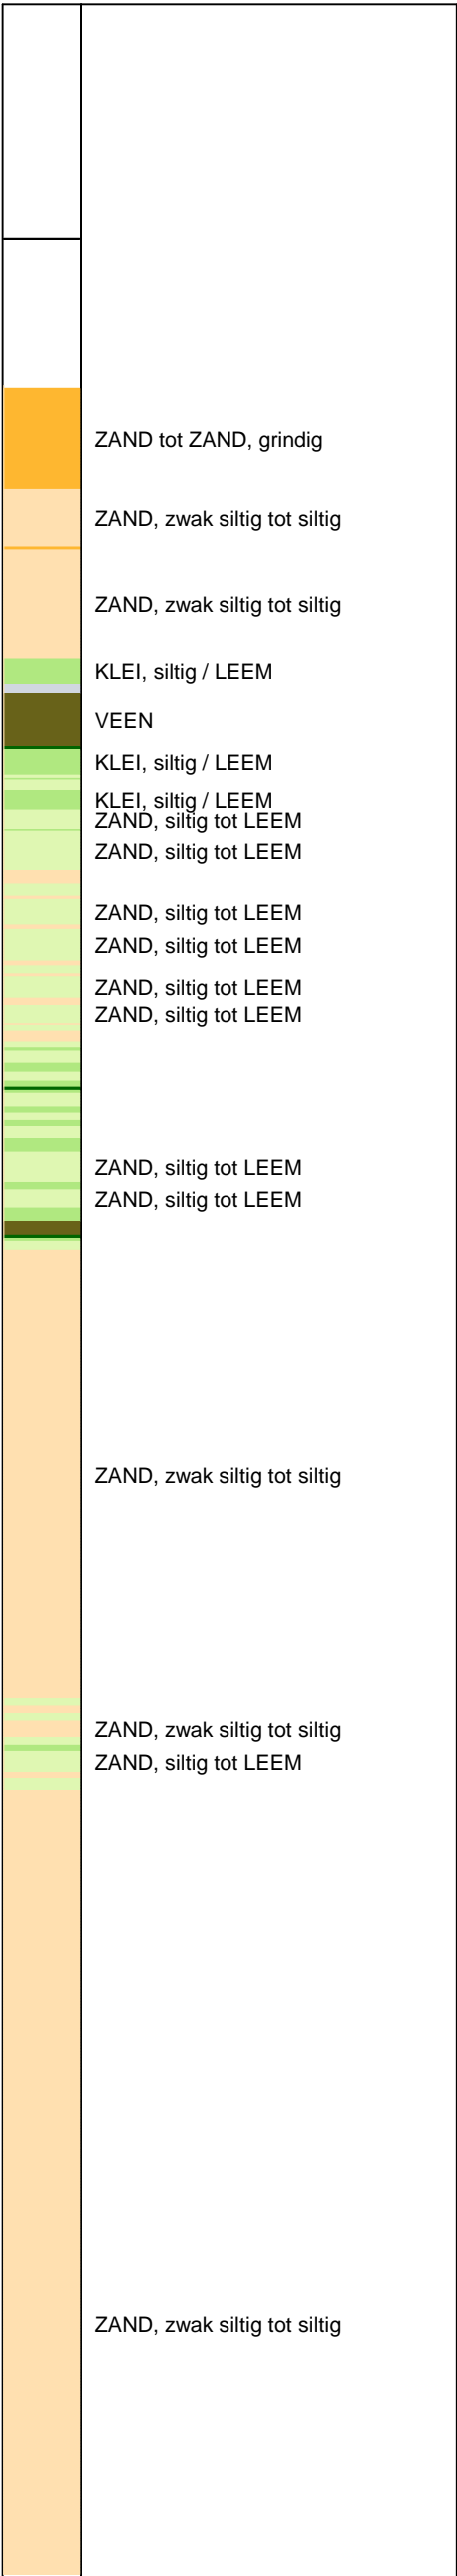 ZAND tot ZAND, grindig
ZAND, zwak siltig tot siltig
ZAND, zwak siltig tot siltig
KLEI, siltig / LEEM
VEEN
KLEI, siltig / LEEM
KLEI, siltig / LEEM
ZAND, siltig tot LEEM
ZAND, siltig tot LEEM
ZAND, siltig tot LEEM
ZAND, siltig tot LEEM
ZAND, siltig tot LEEM
ZAND, siltig tot LEEM
ZAND, siltig tot LEEM
ZAND, siltig tot LEEM
ZAND, zwak siltig tot siltig
ZAND, zwak siltig tot siltig
ZAND, siltig tot LEEM
ZAND, zwak siltig tot siltig